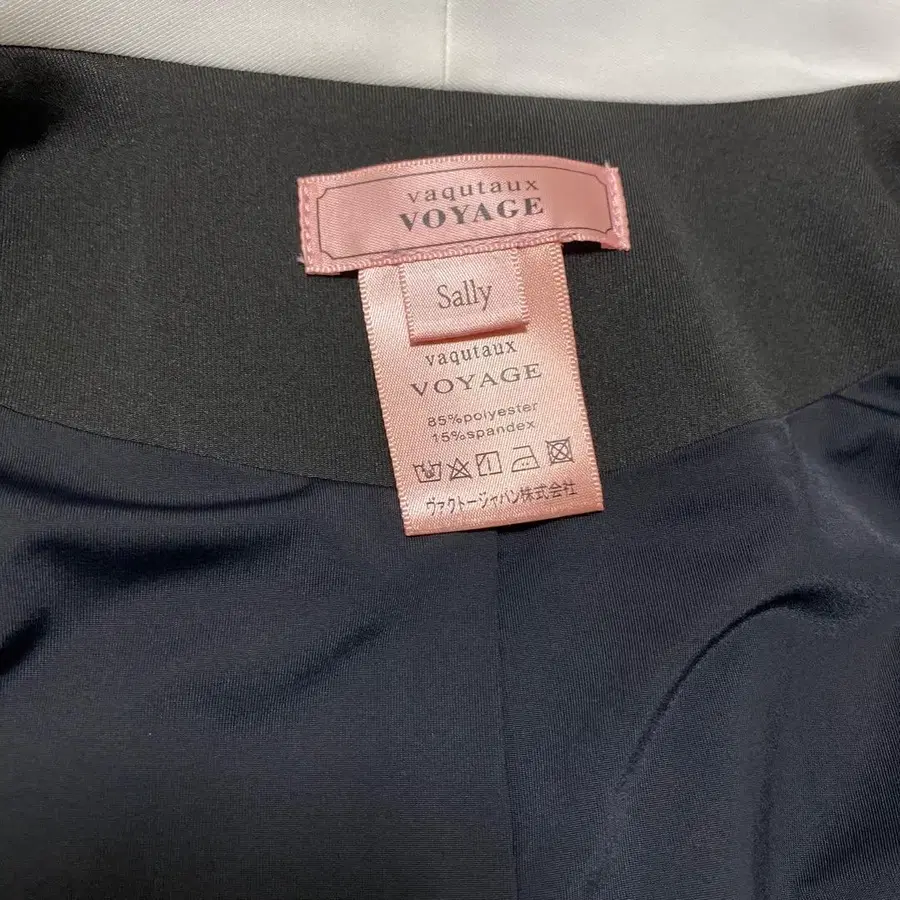 vaqutaux
VOYAGE
Sally
vaqutaux
VOYAGE
85%polyester
15%spandex
ヴァクトージャパン株式会社